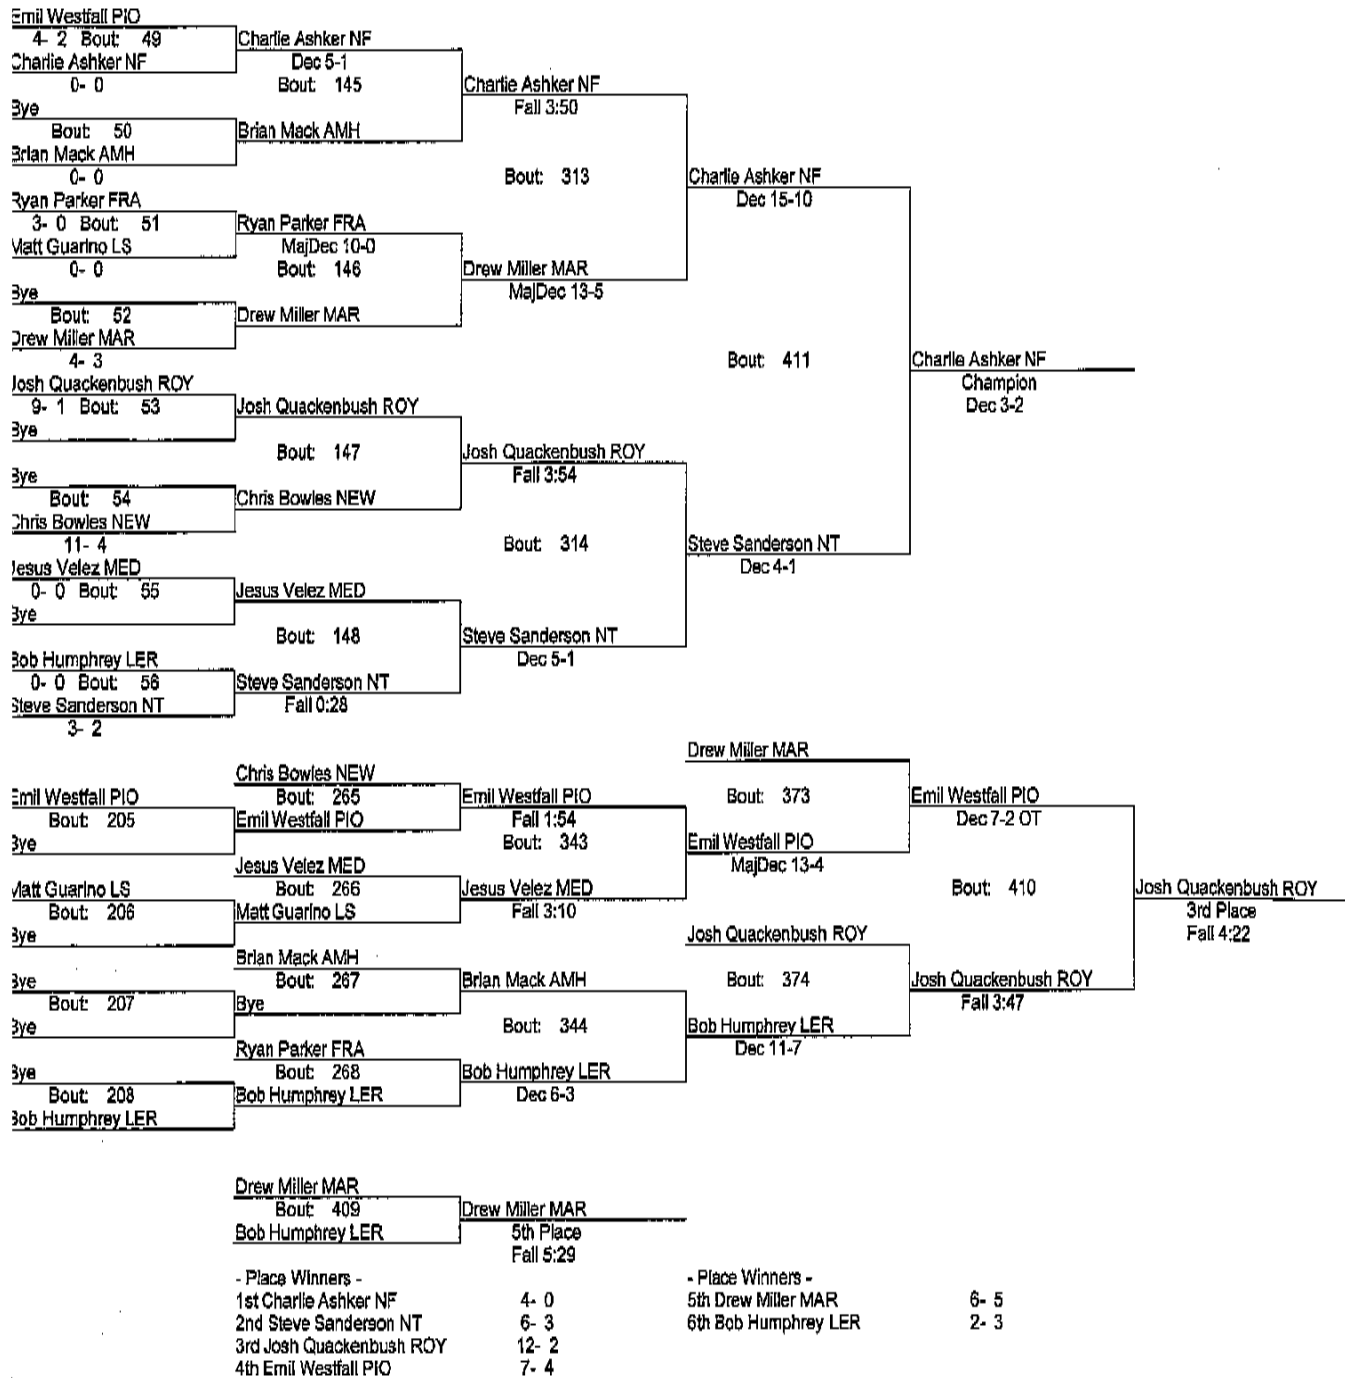 Emil Westfall PIO
4- 2 Bout: 49
Charlie Ashker NF
0- 0
Bye
Bout: 50
Brian Mack AMH
0- 0
Ryan Parker FRA
3- 0 Bout: 51
Matt Guarino LS
0- 0
Bye
Bout: 52
Drew Miller MAR
4- 3
Josh Quackenbush ROY
9- 1 Bout: 53
Bye
Bye
Bout: 54
Chris Bowles NEW
11- 4
Jesus Velez MED
0- 0 Bout: 55
Bye
Bob Humphrey LER
0- 0 Bout: 56
Steve Sanderson NT
3- 2
Charlie Ashker NF
Dec 5-1
Bout: 145
Brian Mack AMH
Ryan Parker FRA
MajDec 10-0
Bout: 146
Drew Miller MAR
Josh Quackenbush ROY
Bout: 147
Chris Bowles NEW
Jesus Velez MED
Bout: 148
Steve Sanderson NT
Fall 0:28
Charlie Ashker NF
Fall 3:50
Bout: 313
Drew Miller MAR
MajDec 13-5
Josh Quackenbush ROY
Fall 3:54
Bout: 314
Steve Sanderson NT
Dec 5-1
Charlie Ashker NF
Dec 15-10
Bout: 411
Steve Sanderson NT
Dec 4-1
Charlie Ashker NF
Champion
Dec 3-2
Emil Westfall PIO
Bout: 205
Bye
Matt Guarino LS
Bout: 206
Bye
Bye
Bout: 207
Bye
Bye
Bout: 208
Bob Humphrey LER
Chris Bowles NEW
Bout: 265
Emil Westfall PIO
Jesus Velez MED
Bout: 266
Matt Guarino LS
Brian Mack AMH
Bout: 267
Bye
Ryan Parker FRA
Bout: 268
Bob Humphrey LER
Emil Westfall PIO
Fall 1:54
Bout: 343
Jesus Velez MED
Fall 3:10
Brian Mack AMH
Bout: 344
Bob Humphrey LER
Dec 6-3
Drew Miller MAR
Bout: 373
Emil Westfall PIO
MajDec 13-4
Josh Quackenbush ROY
Bout: 374
Bob Humphrey LER
Dec 11-7
Emil Westfall PIO
Dec 7-2 OT
Bout: 410
Josh Quackenbush ROY
Fall 3:47
Josh Quackenbush ROY
3rd Place
Fall 4:22
Drew Miller MAR
Bout: 409
Bob Humphrey LER
Drew Miller MAR
5th Place
Fall 5:29
- Place Winners -
1st Charlie Ashker NF 4- 0
2nd Steve Sanderson NT 6- 3
3rd Josh Quackenbush ROY 12- 2
4th Emil Westfall PIO 7- 4
- Place Winners -
5th Drew Miller MAR 6- 5
6th Bob Humphrey LER 2- 3